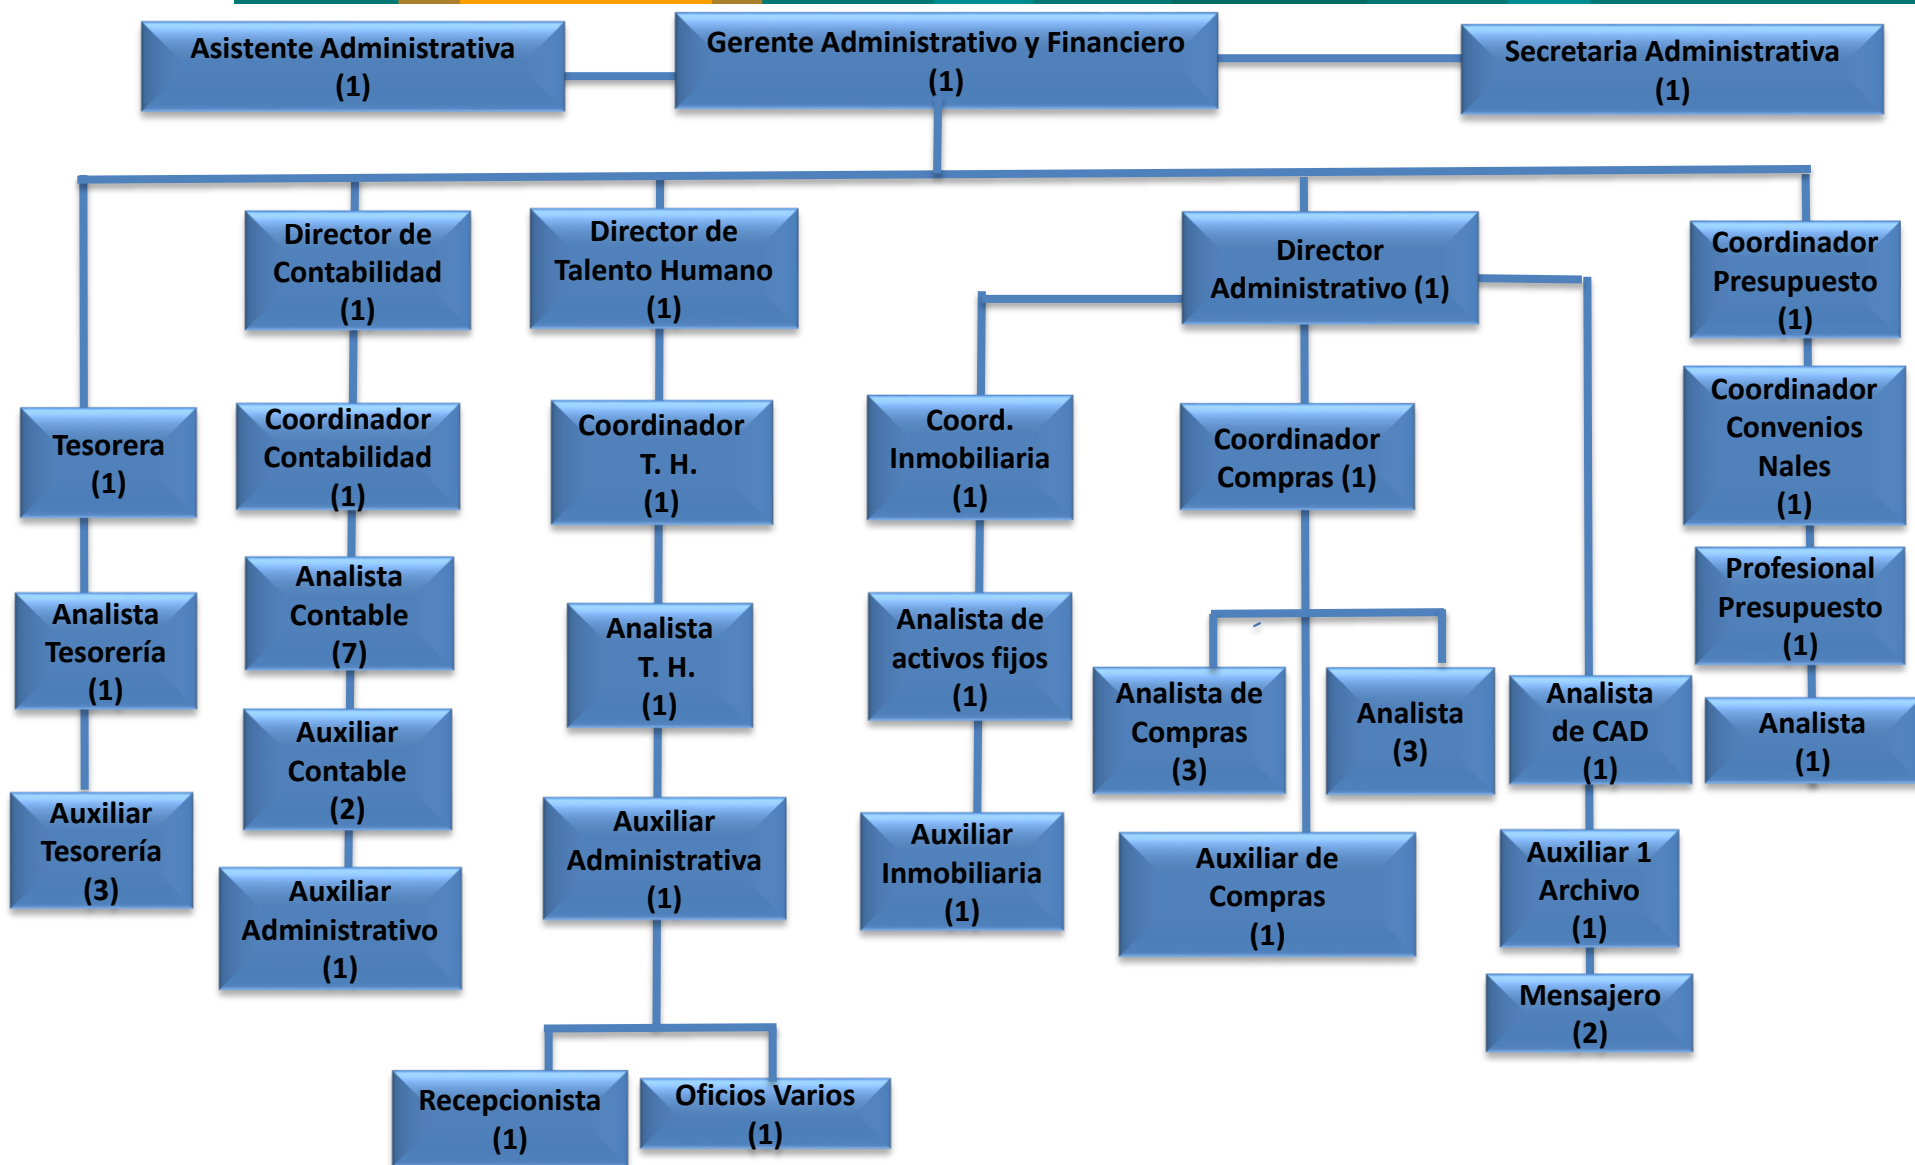 Asistente Administrativa
(1)
Gerente Administrativo y Financiero
(1)
Secretaria Administrativa
(1)
Tesorera
(1)
Analista
Tesorería
(1)
Auxiliar
Tesorería
(3)
Director de
Contabilidad
(1)
Coordinador
Contabilidad
(1)
Analista
Contable
(7)
Auxiliar
Contable
(2)
Auxiliar
Administrativo
(1)
Director de
Talento Humano
(1)
Coordinador
T. H.
(1)
Analista
T. H.
(1)
Auxiliar
Administrativa
(1)
Recepcionista
(1)
Oficios Varios
(1)
Director
Administrativo (1)
Coord.
Inmobiliaria
(1)
Analista de
activos fijos
(1)
Auxiliar
Inmobiliaria
(1)
Coordinador
Compras (1)
Analista de
Compras
(3)
Analista
(3)
Auxiliar de
Compras
(1)
Analista
de CAD
(1)
Auxiliar 1
Archivo
(1)
Mensajero
(2)
Coordinador
Presupuesto
(1)
Coordinador
Convenios
Nales
(1)
Profesional
Presupuesto
(1)
Analista
(1)